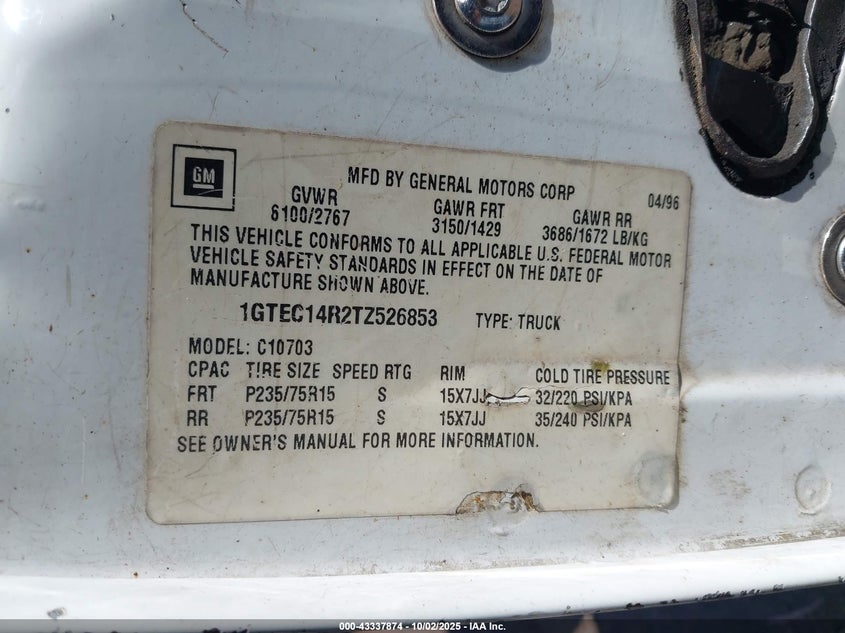 GM
MFD BY GENERAL MOTORS CORP 04/96
GVWR GAWR FRT GAWR RR
6100/2767 3150/1429 3686/1672 LB/KG
THIS VEHICLE CONFORMS TO ALL APPLICABLE U.S. FEDERAL MOTOR
VEHICLE SAFETY STANDARDS IN EFFECT ON THE DATE OF
MANUFACTURE SHOWN ABOVE.
1GTEC14R2TZ526853 TYPE: TRUCK
MODEL: C10703
CPAC TIRE SIZE SPEED RTG RIM COLD TIRE PRESSURE
FRT P235/75R15 S 15X7JJ 32/220 PSI/KPA
RR P235/75R15 S 15X7JJ 35/240 PSI/KPA
SEE OWNER'S MANUAL FOR MORE INFORMATION.
000-43337874 | 10/02/2025 | IAA Inc.